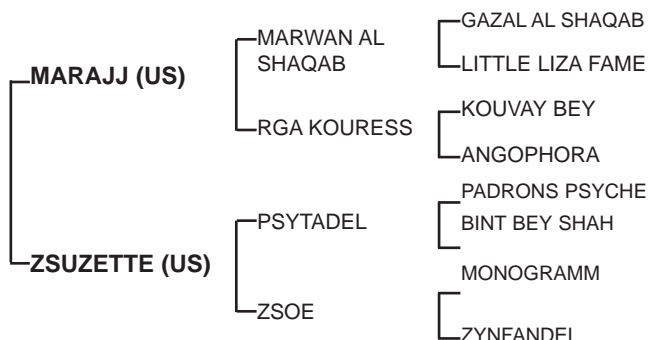 GAZAL AL SHAQAB
MARWAN AL
SHAQAB
LITTLE LIZA FAME
MARAJJ (US)
KOUVAY BEY
RGA KOURESS
ANGOPHORA
PADRONS PSYCHE
PSYTADEL
BINT BEY SHAH
ZSUZETTE (US)
MONOGRAMM
ZSOE
ZYNFANDEL